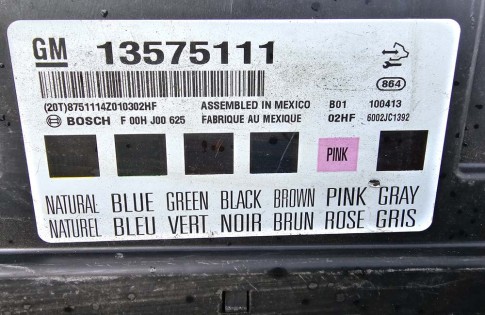 GM 13575111
864
(20T)8751114Z010302HF ASSEMBLED IN MEXICO B01 100413
BOSCH F 00H J00 625 FABRIQUE AU MEXIQUE 02HF 6002JC1392
PINK
NATURAL BLUE GREEN BLACK BROWN PINK GRAY
NATUREL BLEU VERT NOIR BRUN ROSE GRIS